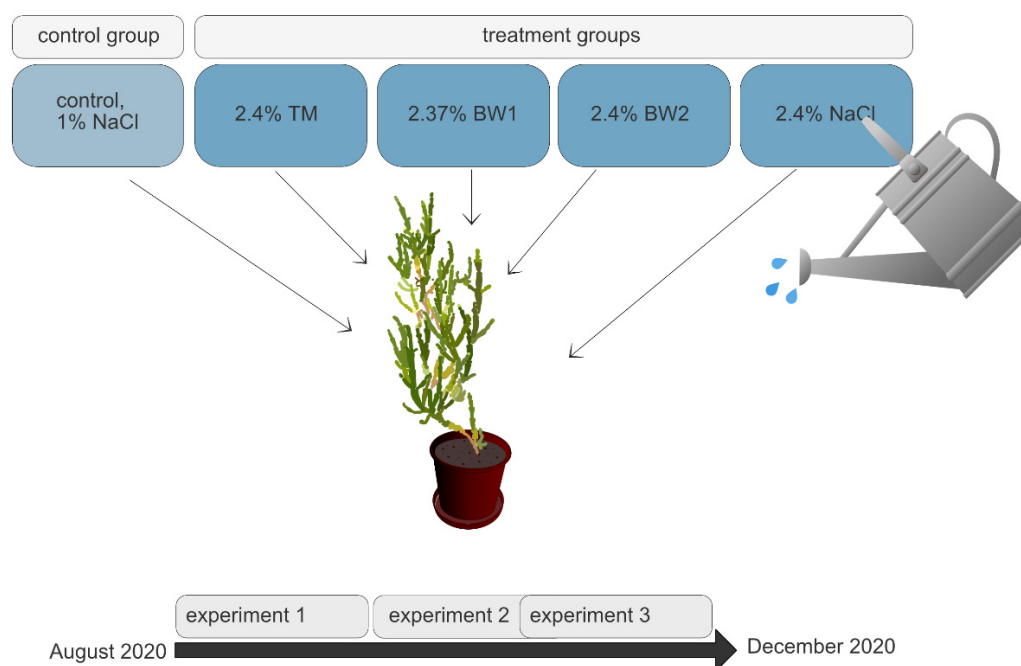 control group
treatment groups
control,
1% NaCl
2.4% TM
2.37% BW1
2.4% BW2
2.4% NaCl
experiment 1
experiment 2
experiment 3
August 2020
December 2020